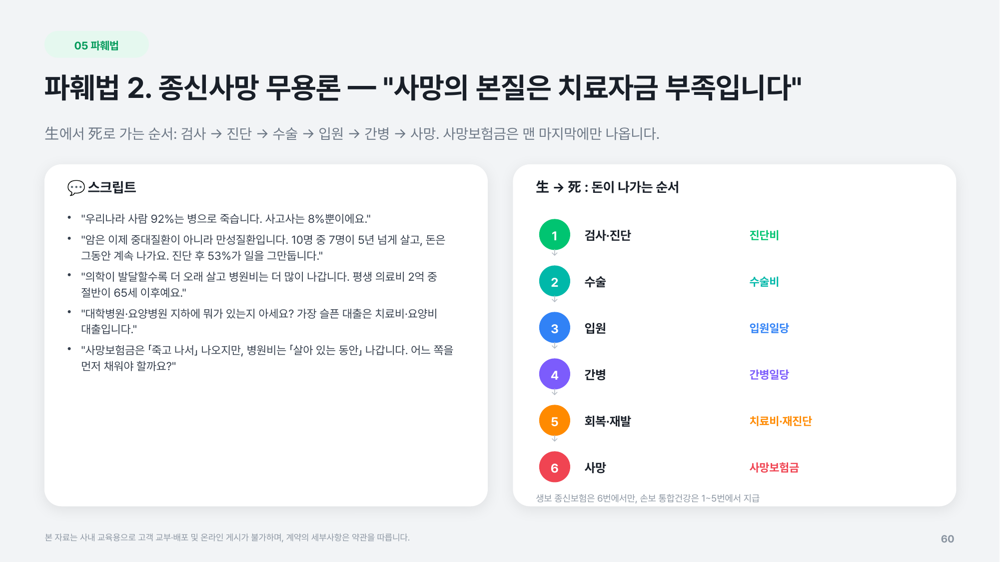 05 파훼법
파훼법 2. 종신사망 무용론 — "사망의 본질은 치료자금 부족입니다"
生에서 死로 가는 순서: 검사 → 진단 → 수술 → 입원 → 간병 → 사망. 사망보험금은 맨 마지막에만 나옵니다.
💬 스크립트
• "우리나라 사람 92%는 병으로 죽습니다. 사고사는 8%뿐이에요."
• "암은 이제 중대질환이 아니라 만성질환입니다. 10명 중 7명이 5년 넘게 살고, 돈은
그동안 계속 나가요. 진단 후 53%가 일을 그만둡니다."
• "의학이 발달할수록 더 오래 살고 병원비는 더 많이 나갑니다. 평생 의료비 2억 중
절반이 65세 이후예요."
• "대학병원·요양병원 지하에 뭐가 있는지 아세요? 가장 슬픈 대출은 치료비·요양비
대출입니다."
• "사망보험금은 「죽고 나서」 나오지만, 병원비는 「살아 있는 동안」 나갑니다. 어느 쪽을
먼저 채워야 할까요?"
生 → 死 : 돈이 나가는 순서
1 검사·진단 진단비
↓
2 수술 수술비
↓
3 입원 입원일당
↓
4 간병 간병일당
↓
5 회복·재발 치료비·재진단
↓
6 사망 사망보험금
생보 종신보험은 6번에서만, 손보 통합건강은 1~5번에서 지급
본 자료는 사내 교육용으로 고객 교부·배포 및 온라인 게시가 불가하며, 계약의 세부사항은 약관을 따릅니다.
60